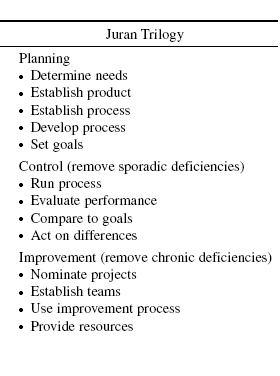 Juran Trilogy
Planning
• Determine needs
• Establish product
• Establish process
• Develop process
• Set goals
Control (remove sporadic deficiencies)
• Run process
• Evaluate performance
• Compare to goals
• Act on differences
Improvement (remove chronic deficiencies)
• Nominate projects
• Establish teams
• Use improvement process
• Provide resources